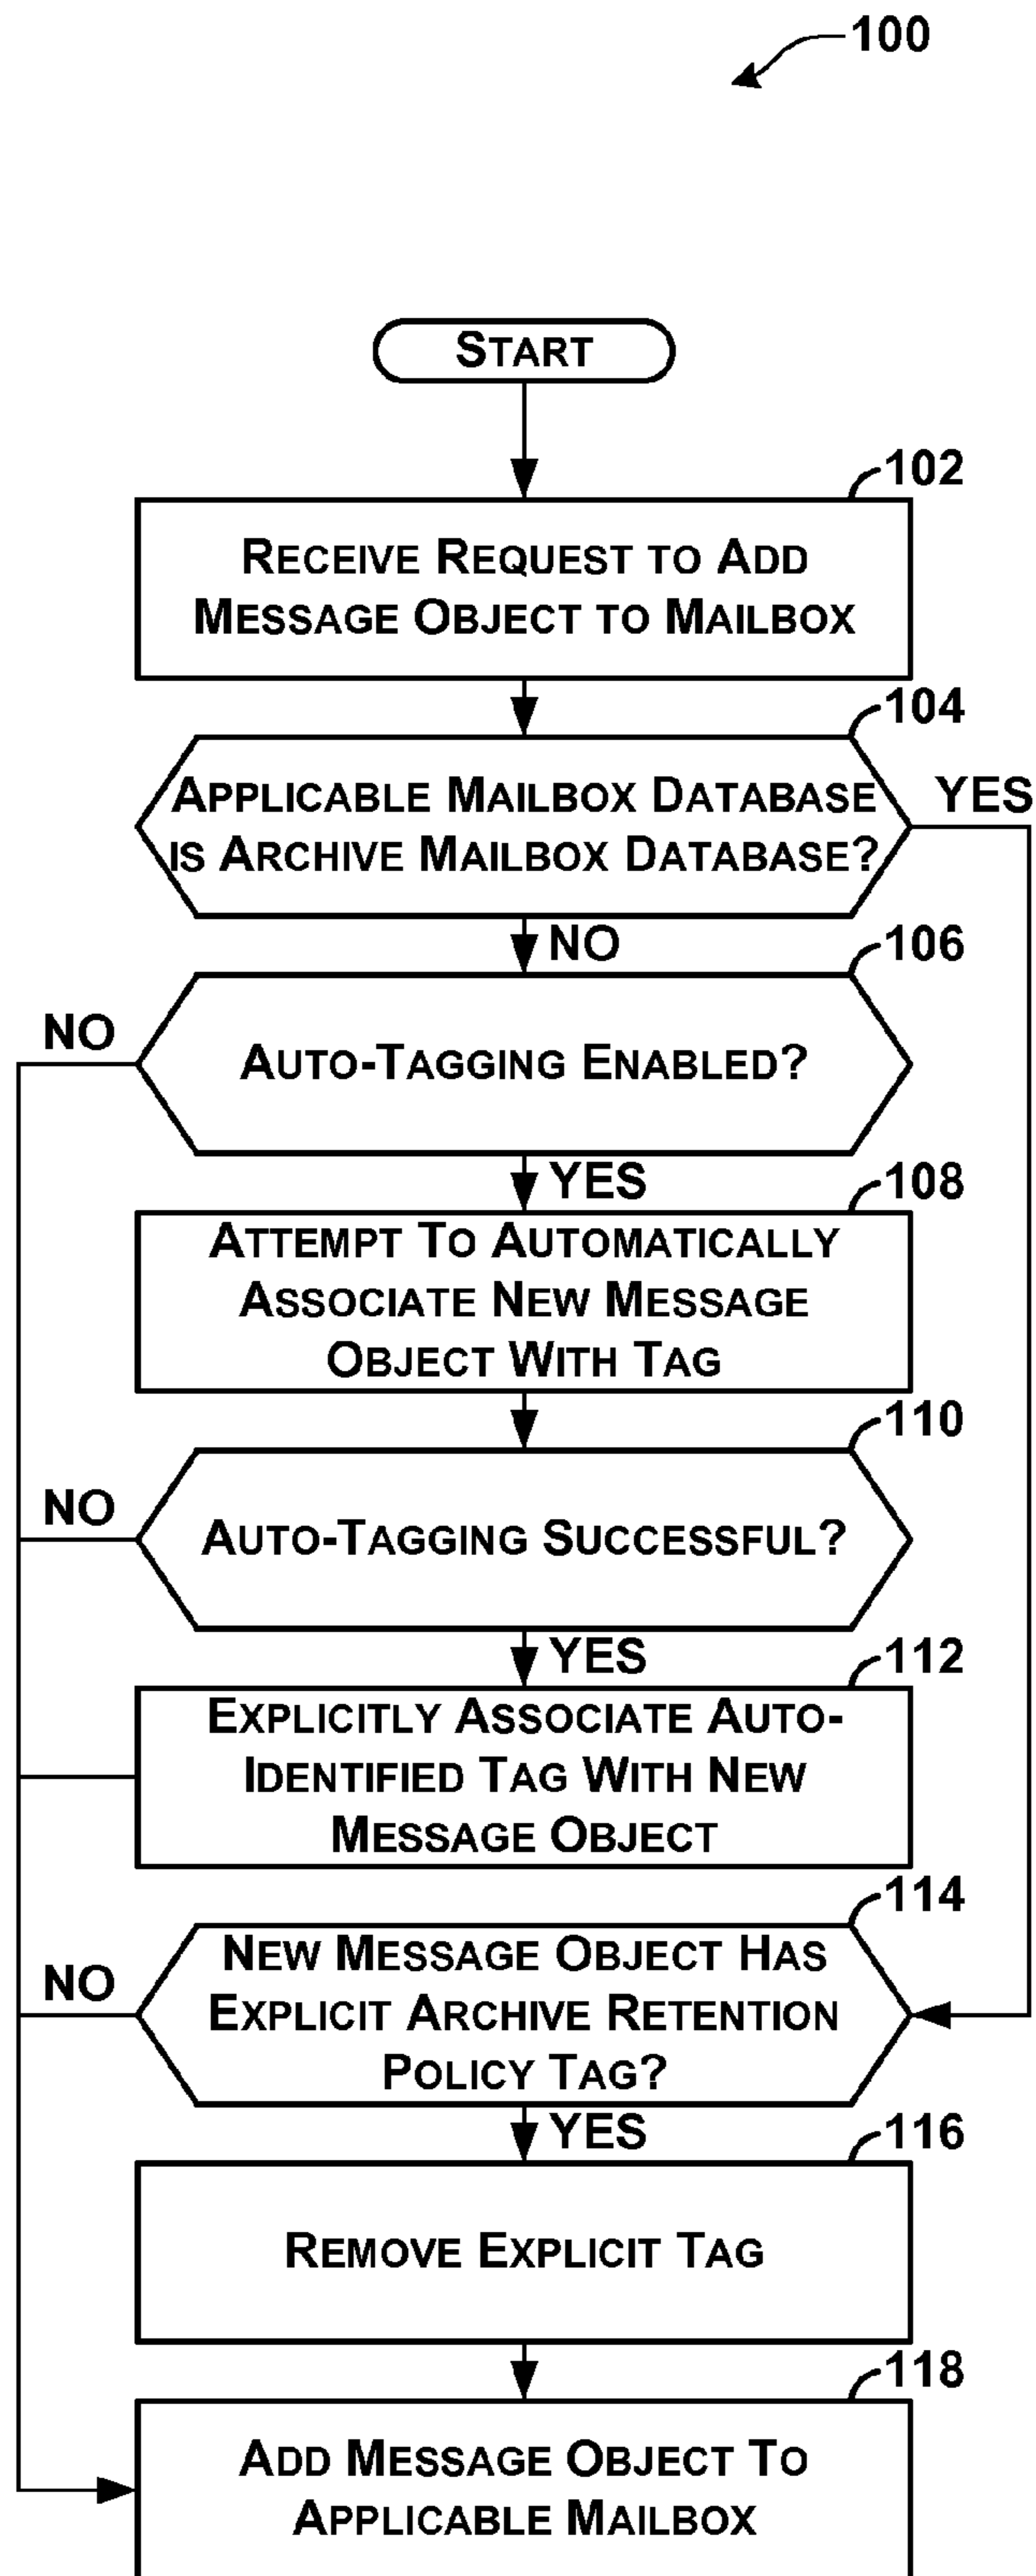 100
START
102
RECEIVE REQUEST TO ADD
MESSAGE OBJECT TO MAILBOX
104
APPLICABLE MAILBOX DATABASE
IS ARCHIVE MAILBOX DATABASE?
YES
NO
106
NO
AUTO-TAGGING ENABLED?
YES
108
ATTEMPT TO AUTOMATICALLY
ASSOCIATE NEW MESSAGE
OBJECT WITH TAG
110
NO
AUTO-TAGGING SUCCESSFUL?
YES
112
EXPLICITLY ASSOCIATE AUTO-
IDENTIFIED TAG WITH NEW
MESSAGE OBJECT
114
NO
NEW MESSAGE OBJECT HAS
EXPLICIT ARCHIVE RETENTION
POLICY TAG?
YES
116
REMOVE EXPLICIT TAG
118
ADD MESSAGE OBJECT TO
APPLICABLE MAILBOX